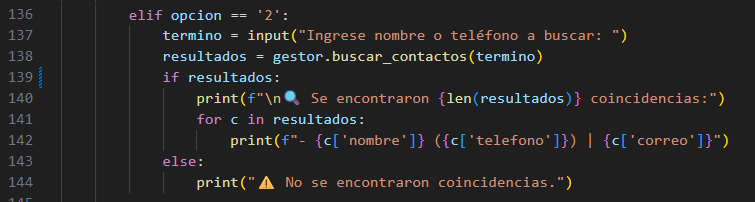 136 elif opcion == '2':
137 termino = input("Ingrese nombre o teléfono a buscar: ")
138 resultados = gestor.buscar_contactos(termino)
139 if resultados:
140 print(f"\n🔍 Se encontraron {len(resultados)} coincidencias:")
141 for c in resultados:
142 print(f"- {c['nombre']} ({c['telefono']}) | {c['correo']}")
143 else:
144 print("⚠️ No se encontraron coincidencias.")